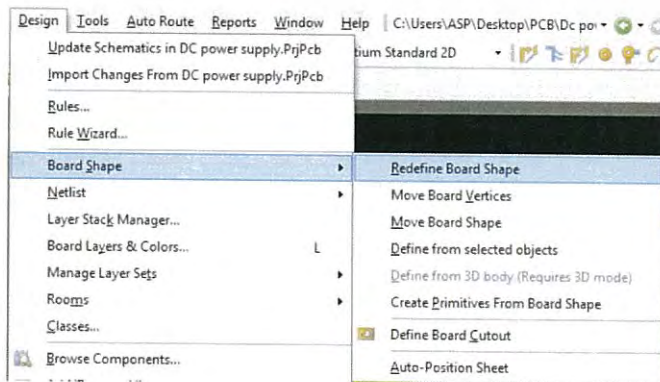 Design Tools Auto Route Reports Window Help C:\Users\ASP\Desktop\PCB\Dc po
Update Schematics in DC power supply.PrjPcb
tium Standard 2D
Import Changes From DC power supply.PrjPcb
Rules...
Rule Wizard...
Board Shape
Netlist
Layer Stack Manager...
Board Layers & Colors... L
Manage Layer Sets
Rooms
Classes...
Browse Components...
Redefine Board Shape
Move Board Vertices
Move Board Shape
Define from selected objects
Define from 3D body (Requires 3D mode)
Create Primitives From Board Shape
Define Board Cutout
Auto-Position Sheet